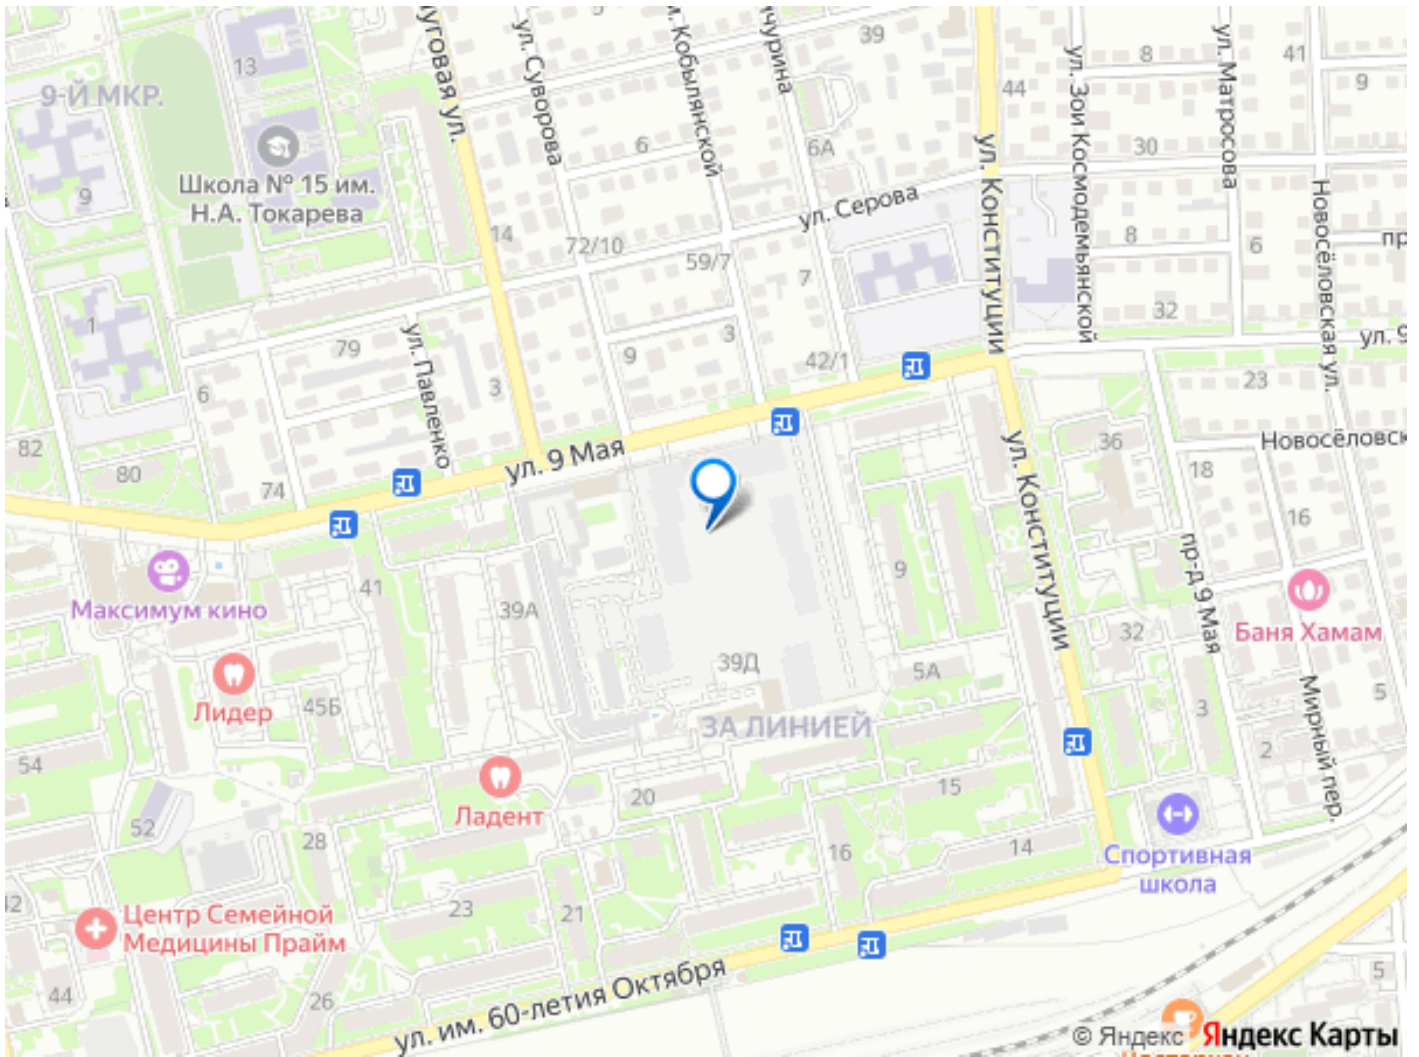 уговая ул.
ул. Суворова
м. Кобылянской
чурина
39
ул. Конституции
44
ул. Зои Космодемьянской
8
ул. Матросова
41
9
13
9-Й МКР.
Школа № 15 им.
Н.А. Токарева
9
6
6А
30
Новосёловская ул.
ул. Серова
14
72/10
59/7
7
8
6
пр
1
79
ул. Павленко
3
9
3
42/1
32
ул. 9
6
23
82
80
74
ул. 9 Мая
ул. Конституции
36
18
Новосёловск
16
пр-д 9 Мая
Максимум кино
41
39А
9
32
Баня Хамам
Лидер
45Б
39Д
5А
3
5
Мирный пер.
ЗА ЛИНИЕЙ
54
2
Ладент
20
15
52
28
16
14
Спортивная
школа
12
Центр Семейной
Медицины Прайм
23
21
44
26
ул. им. 60-летия Октября
5
© Яндекс Яндекс Карты